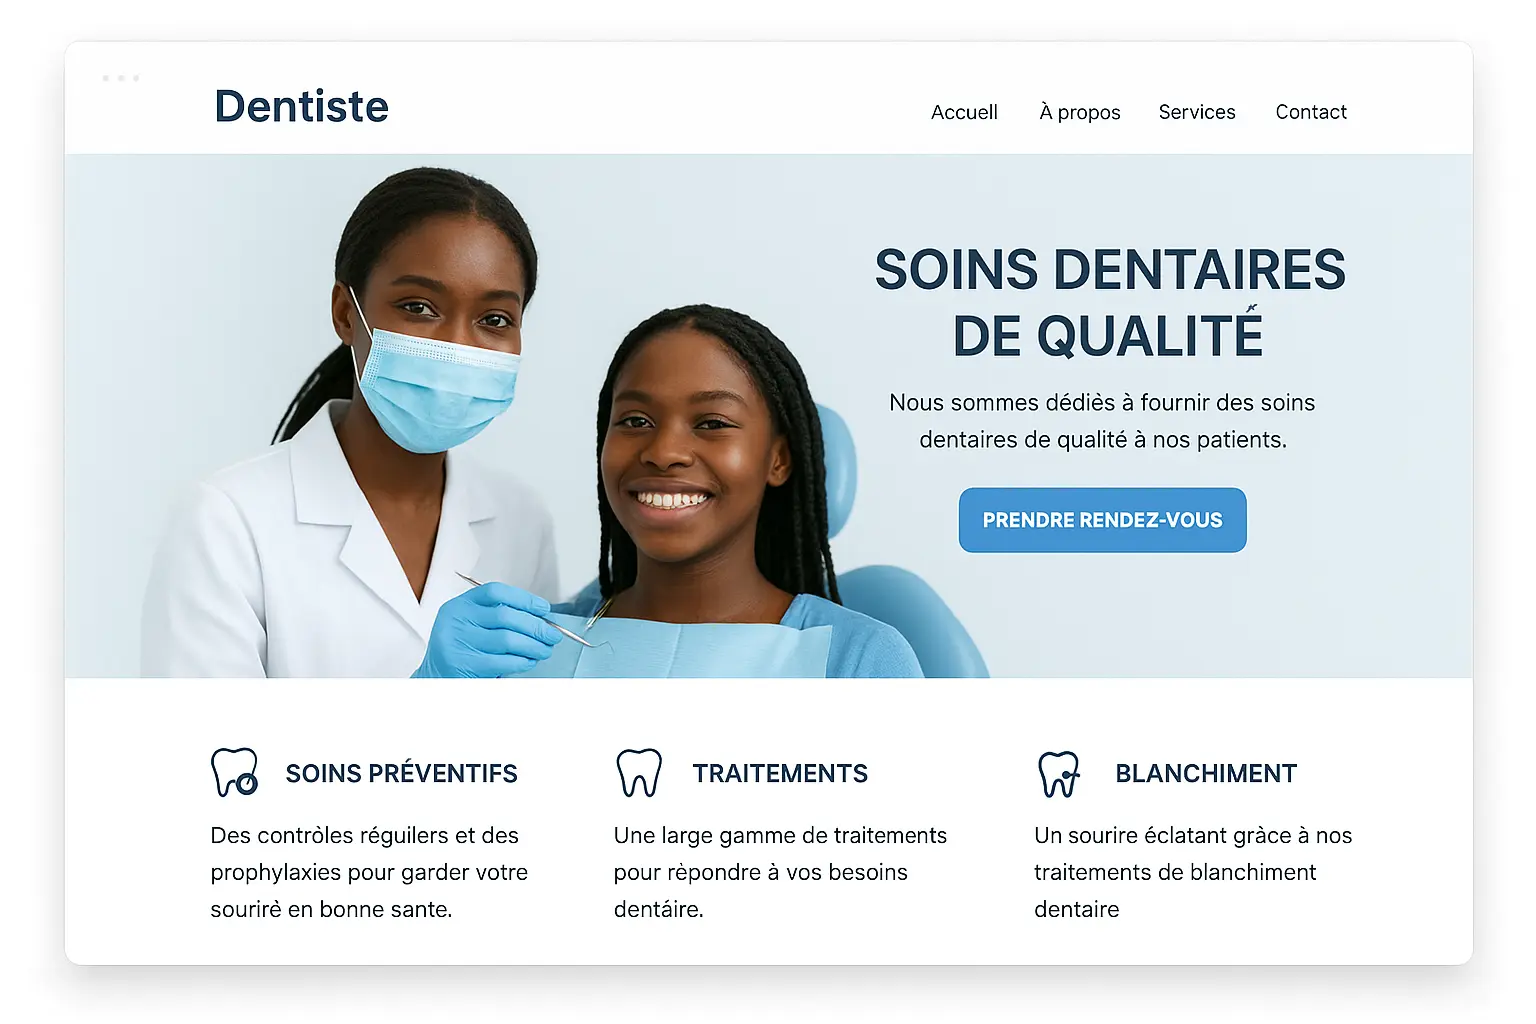 Dentiste
Accuell À propos Services Contact
SOINS DENTAIRES
DE QUALITÉ
Nous sommes dédiès à fournir des soins
dentaires de qualité à nos patients.
PRENDRE RENDEZ-VOUS
SOINS PRÉVENTIFS
Des contròles réguilers et des
prophylaxies pour garder votre
sourirè en bonne sante.
TRAITEMENTS
Une large gamme de traitements
pour rèpondre à vos besoins
dentáire.
BLANCHIMENT
Un sourire éclatant gràce à nos
traitements de blanchiment
dentaire